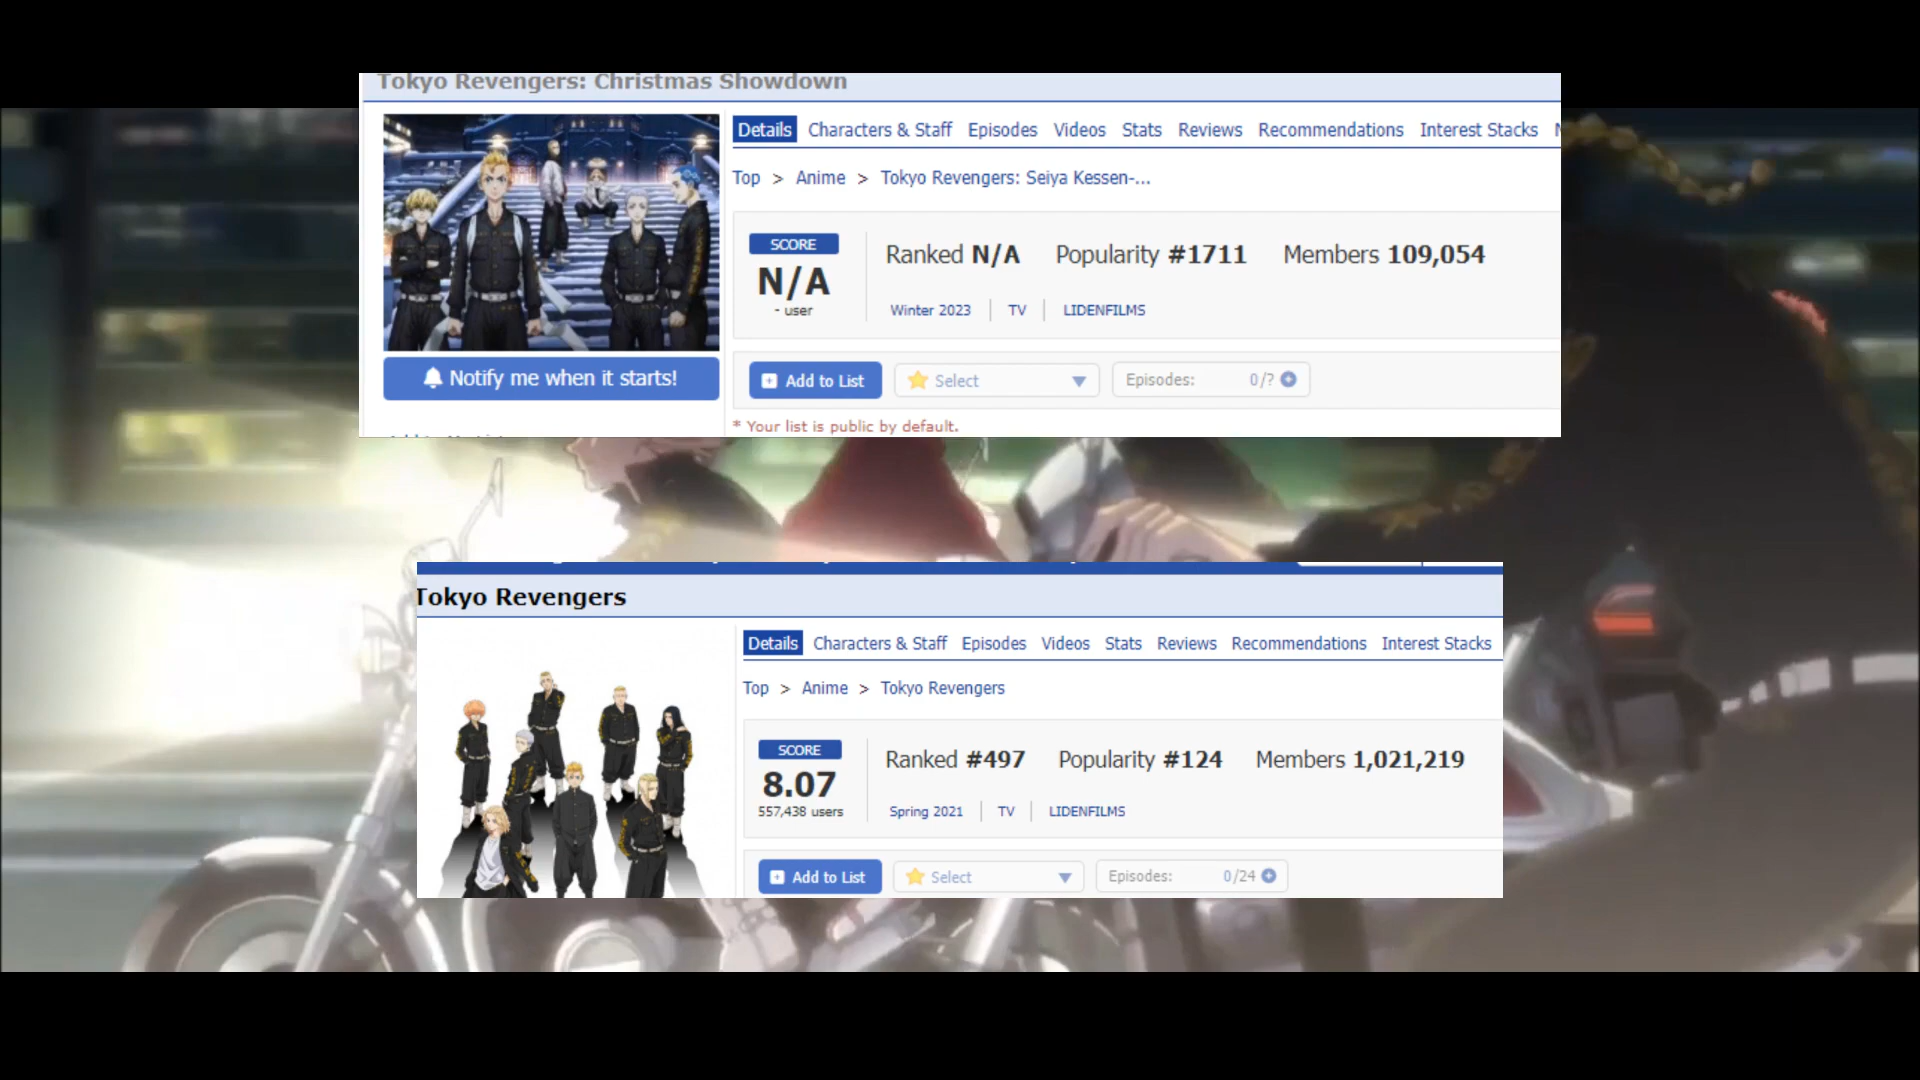 Tokyo Revengers: Christmas Showdown
Details Characters & Staff Episodes Videos Stats Reviews Recommendations Interest Stacks
Top > Anime > Tokyo Revengers: Seiya Kessen-...
SCORE
N/A
- user
Ranked N/A Popularity #1711 Members 109,054
Winter 2023 TV LIDENFILMS
Notify me when it starts!
Add to List Select Episodes: 0/?
* Your list is public by default.
Tokyo Revengers
Details Characters & Staff Episodes Videos Stats Reviews Recommendations Interest Stacks
Top > Anime > Tokyo Revengers
SCORE
8.07
557,438 users
Ranked #497 Popularity #124 Members 1,021,219
Spring 2021 TV LIDENFILMS
Add to List Select Episodes: 0/24